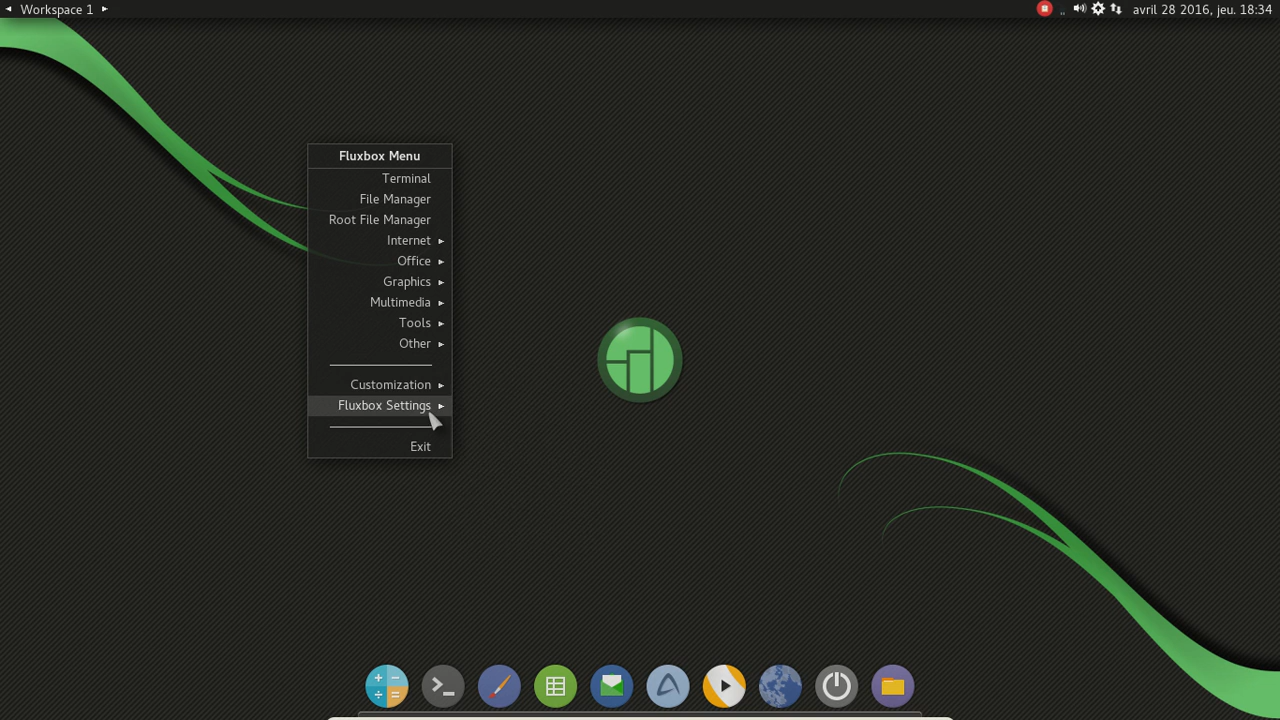 Workspace 1
avril 28 2016, jeu. 18:34
Fluxbox Menu
Terminal
File Manager
Root File Manager
Internet
Office
Graphics
Multimedia
Tools
Other
Customization
Fluxbox Settings
Exit